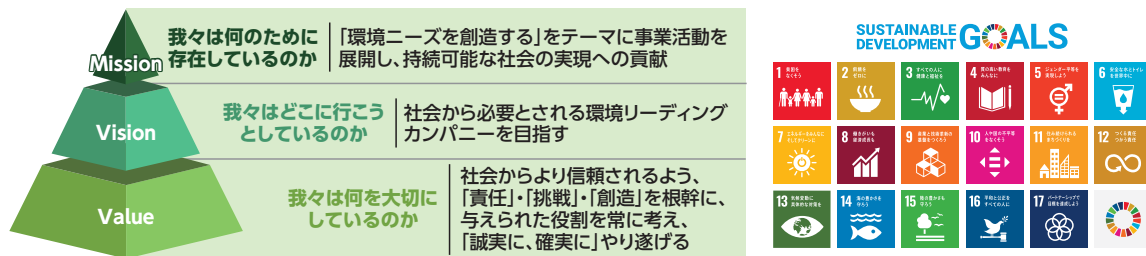 Mission
我々は何のために
存在しているのか
「環境ニーズを創造する」をテーマに事業活動を
展開し、持続可能な社会の実現への貢献
Vision
我々はどこに行こう
としているのか
社会から必要とされる環境リーディング
カンパニーを目指す
Value
我々は何を大切に
しているのか
社会からより信頼されるよう、
「責任」・「挑戦」・「創造」を根幹に、
与えられた役割を常に考え、
「誠実に、確実に」やり遂げる
SUSTAINABLE
DEVELOPMENT
GOALS
1 貧困を
なくそう
2 飢餓を
ゼロに
3 すべての人に
健康と福祉を
4 質の高い教育を
みんなに
5 ジェンダー平等を
実現しよう
6 安全な水とトイレ
を世界中に
7 エネルギーをみんなに
そしてクリーンに
8 働きがいも
経済成長も
9 産業と技術革新の
基盤をつくろう
10 人や国の不平等
をなくそう
11 住み続けられる
まちづくりを
12 つくる責任
つかう責任
13 気候変動に
具体的な対策を
14 海の豊かさを
守ろう
15 陸の豊かさも
守ろう
16 平和と公正を
すべての人に
17 パートナーシップで
目標を達成しよう